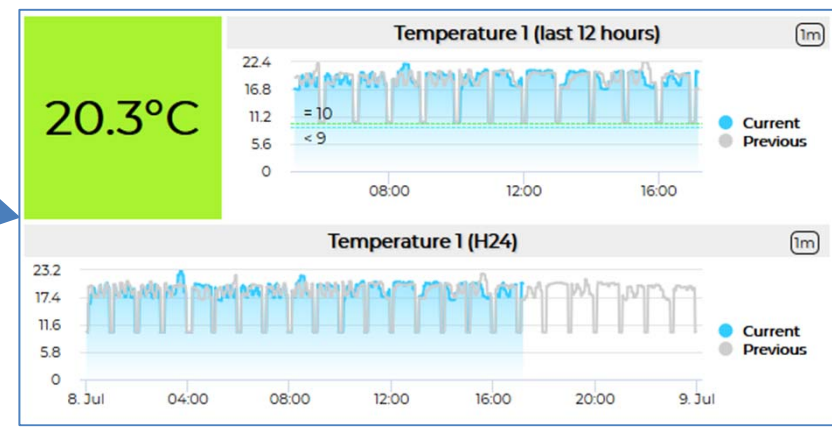 20.3°C
Temperature 1 (last 12 hours)
1m
22.4
16.8
11.2
5.6
0
= 10
< 9
08:00
12:00
16:00
Current
Previous
Temperature 1 (H24)
1m
23.2
17.4
11.6
5.8
0
8. Jul
04:00
08:00
12:00
16:00
20:00
9. Jul
Current
Previous